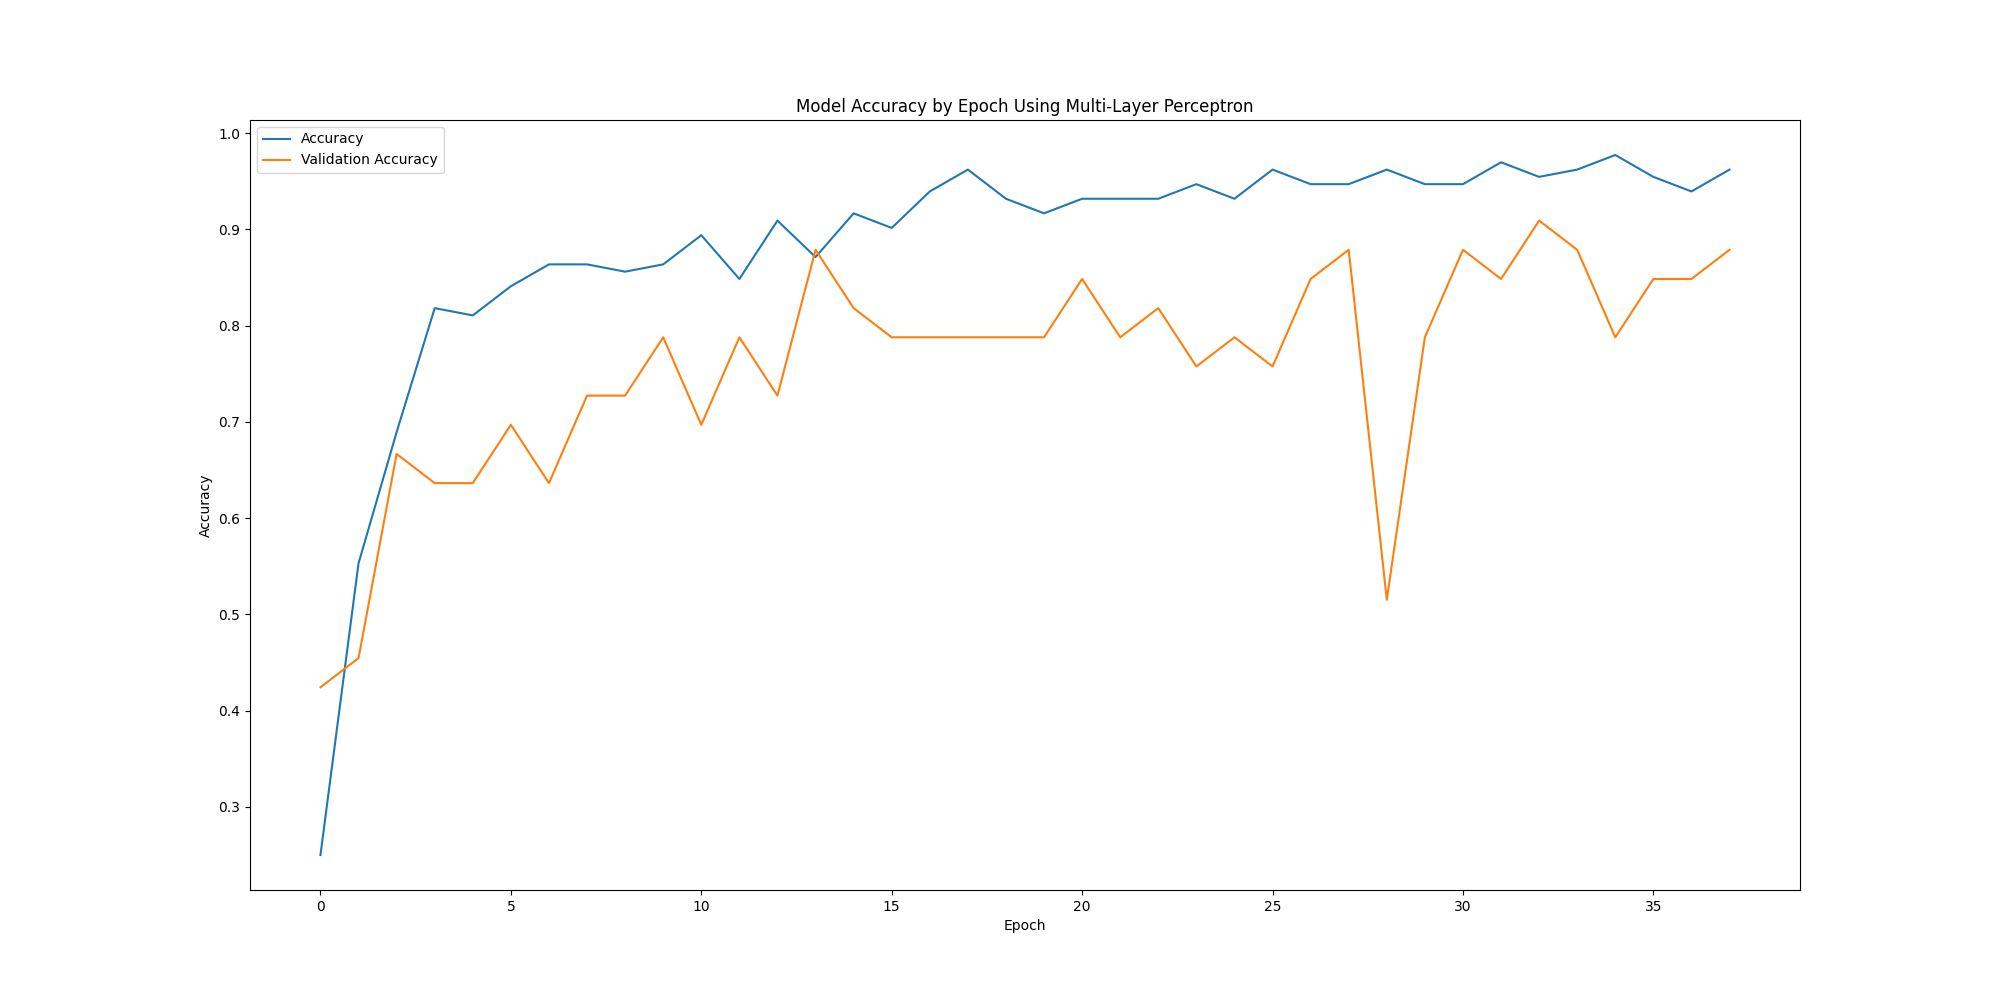 Model Accuracy by Epoch Using Multi-Layer Perceptron
Accuracy
Validation Accuracy
1.0
0.9
0.8
0.7
0.6
0.5
0.4
0.3
Accuracy
0 5 10 15 20 25 30 35
Epoch